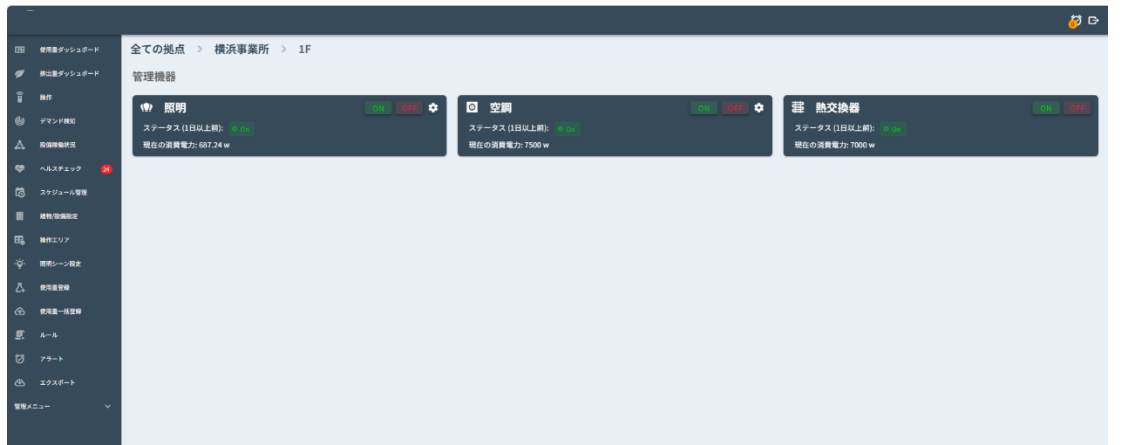 全ての拠点 > 横浜事業所 > 1F
管理機器
照明 ON OFF
ステータス (1日以上前): On
現在の消費電力: 687.24 w
空調 ON OFF
ステータス (1日以上前): On
現在の消費電力: 7500 w
熱交換器 ON OFF
ステータス (1日以上前): On
現在の消費電力: 7000 w
使用量ダッシュボード
排出量ダッシュボード
操作
デマンド検知
設備稼働状況
ヘルスチェック 24
スケジュール管理
建物/設備設定
操作エリア
照明シーン設定
使用量登録
使用量一括登録
ルール
アラート
エクスポート
管理メニュー